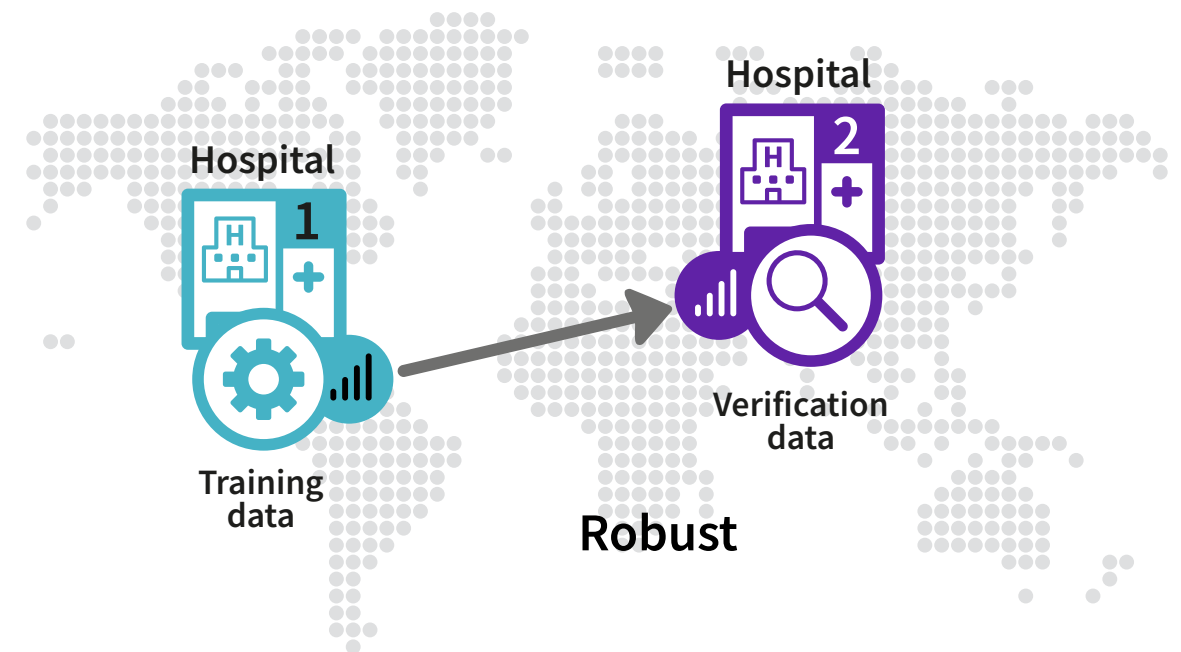 Hospital
1
H
Training
data
Hospital
2
H
Verification
data
Robust